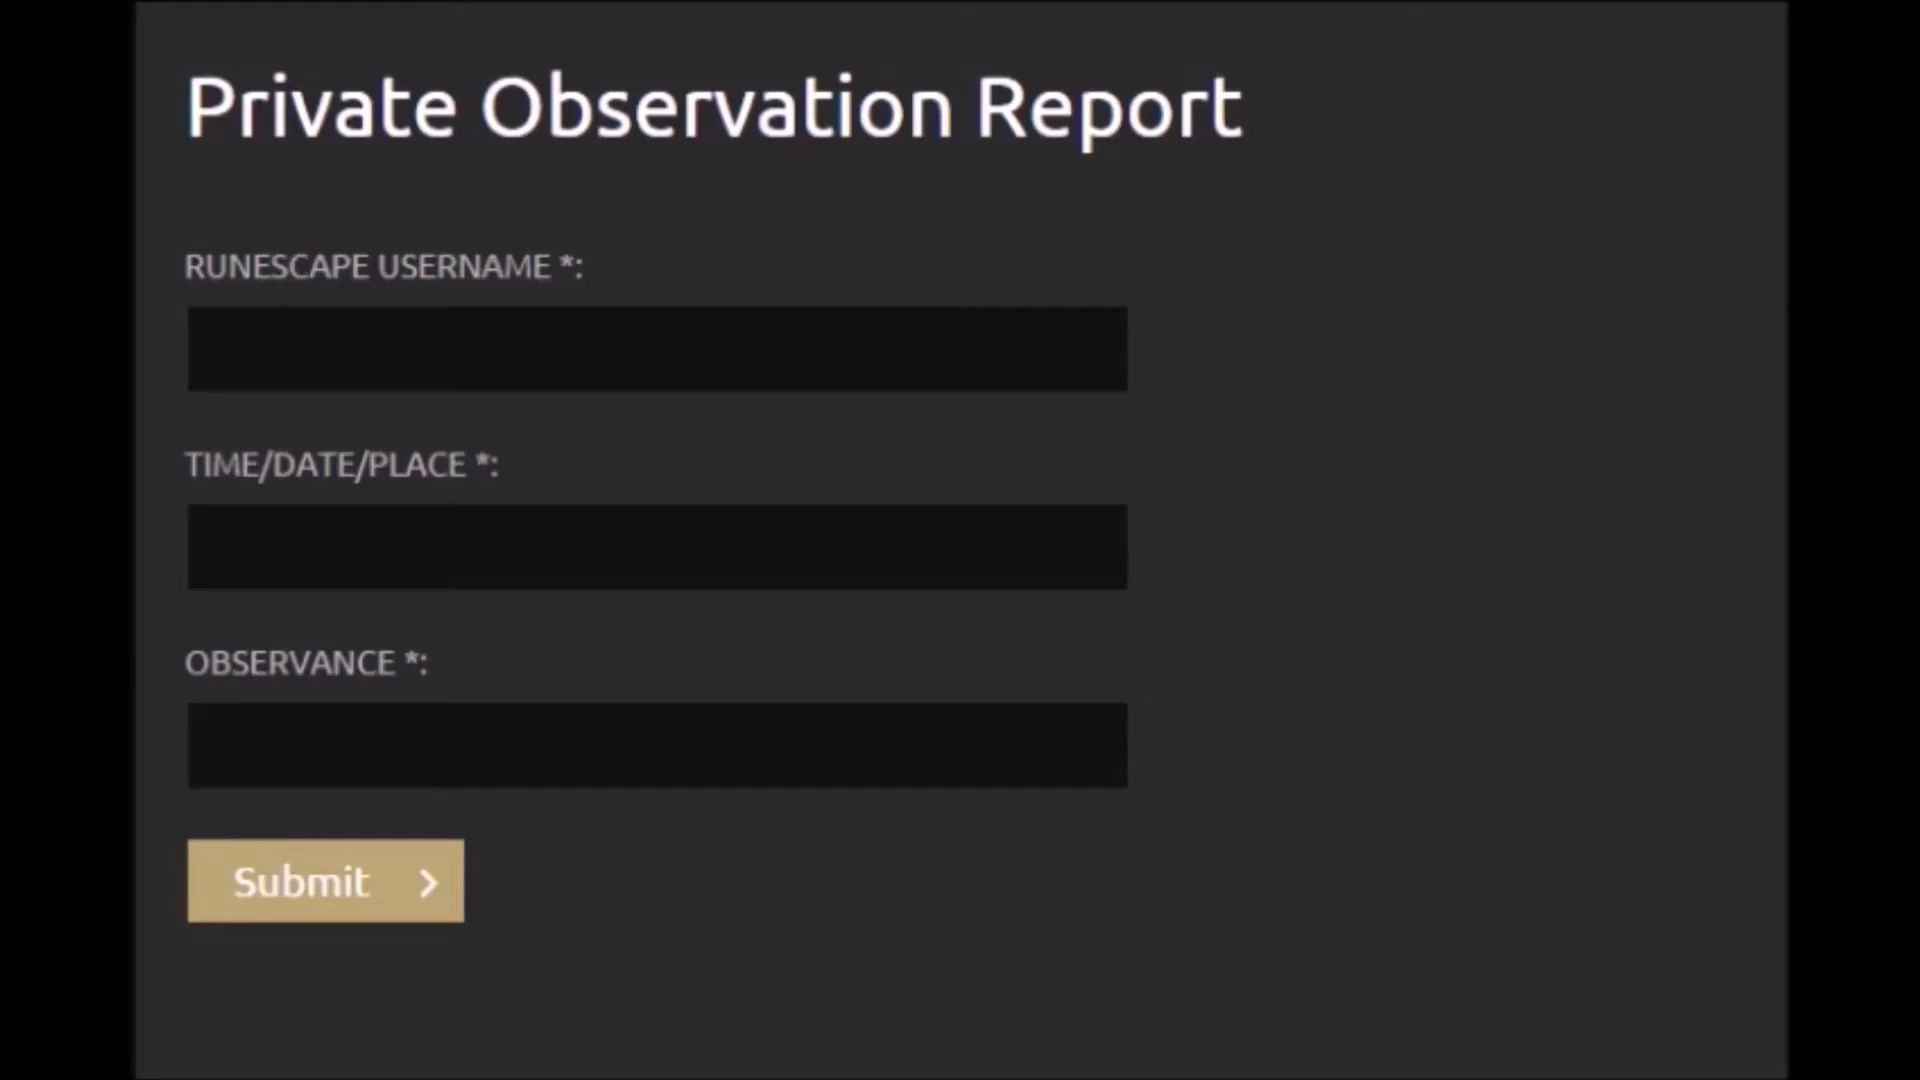 Private Observation Report
RUNESCAPE USERNAME *:
TIME/DATE/PLACE *:
OBSERVANCE *:
Submit >